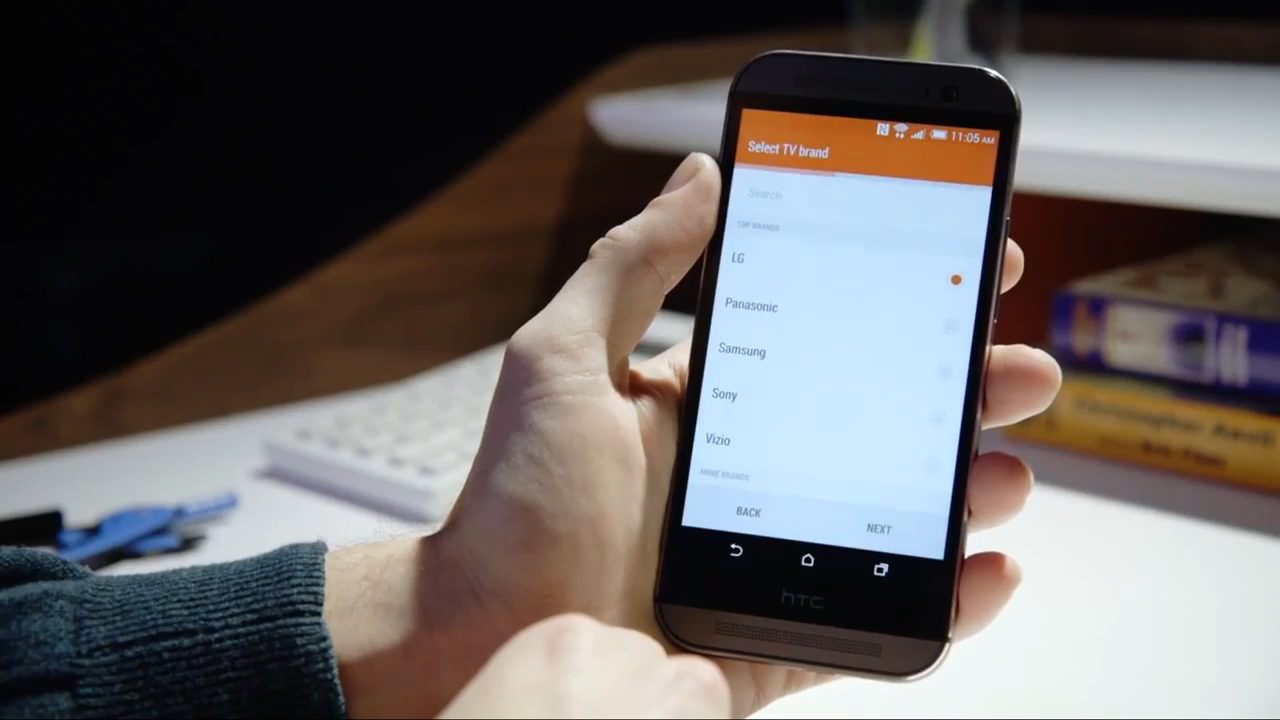 11:05 AM
Select TV brand
Search
TOP BRANDS
LG
Panasonic
Samsung
Sony
Vizio
MORE BRANDS
BACK
NEXT
hTC